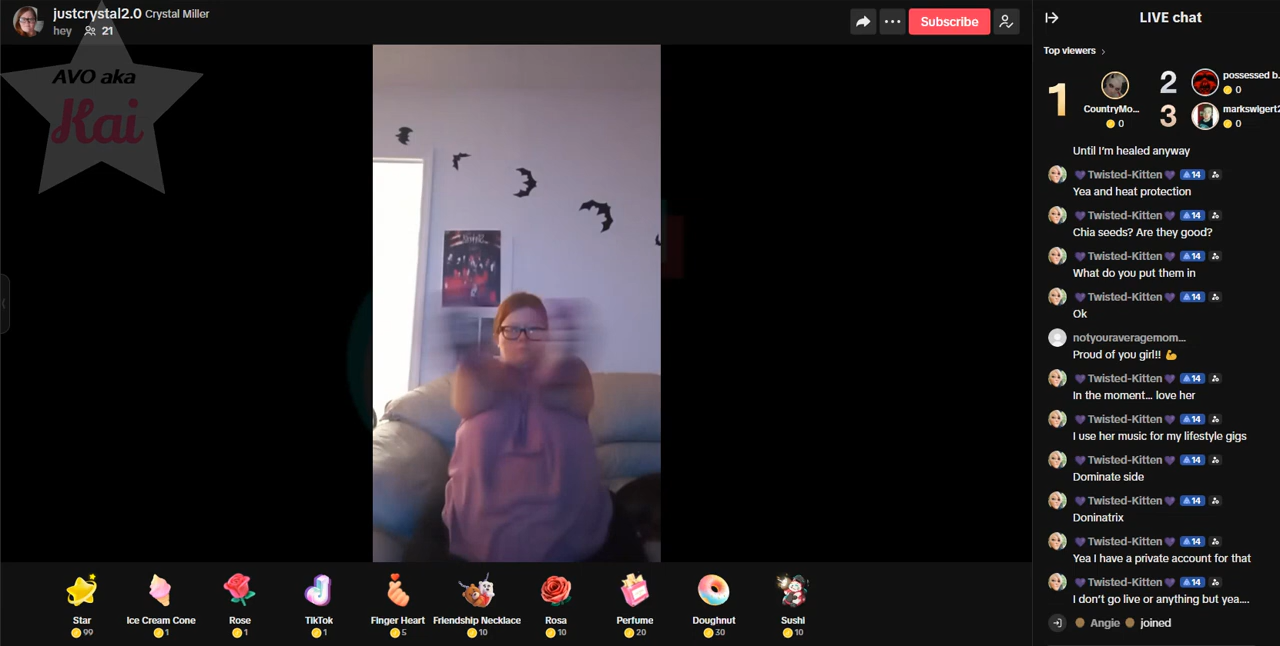 justcrystal2.0 Crystal Miller
hey 21
Subscribe
LIVE chat
AVO aka
Kai
Top viewers
1
CountryMo...
0
2
possessed b.
0
3
markswigert2
0
Until I'm healed anyway
Twisted-Kitten 14
Yea and heat protection
Twisted-Kitten 14
Chia seeds? Are they good?
Twisted-Kitten 14
What do you put them in
Twisted-Kitten 14
Ok
notyouraveragemom...
Proud of you girl!! 💪
Twisted-Kitten 14
In the moment... love her
Twisted-Kitten 14
I use her music for my lifestyle gigs
Twisted-Kitten 14
Dominate side
Twisted-Kitten 14
Doninatrix
Twisted-Kitten 14
Yea I have a private account for that
Twisted-Kitten 14
I don't go live or anything but yea....
Angie joined
Star
99
Ice Cream Cone
1
Rose
1
TikTok
1
Finger Heart
5
Friendship Necklace
10
Rosa
10
Perfume
20
Doughnut
30
Sushi
10